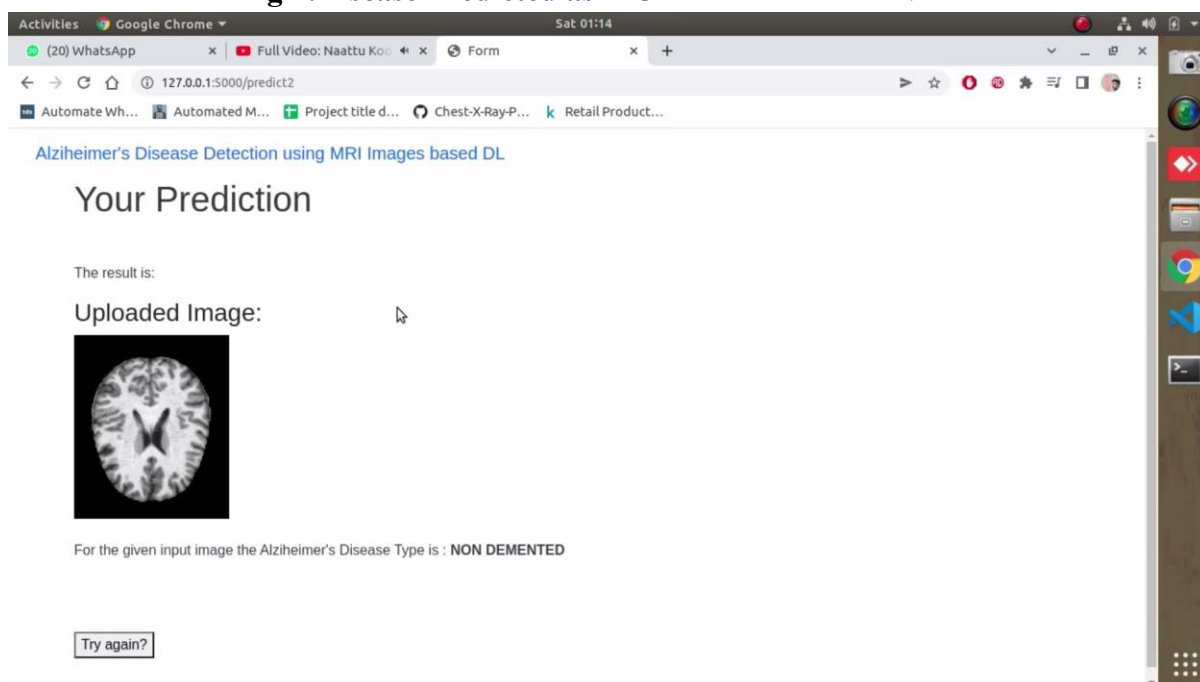 Activities Google Chrome Sat 01:14
(20) WhatsApp Full Video: Naattu Koo Form
127.0.0.1:5000/predict2
Automate Wh... Automated M... Project title d... Chest-X-Ray-P... Retail Product...
Alziheimer's Disease Detection using MRI Images based DL
Your Prediction
The result is:
Uploaded Image:
For the given input image the Alziheimer's Disease Type is : NON DEMENTED
Try again?